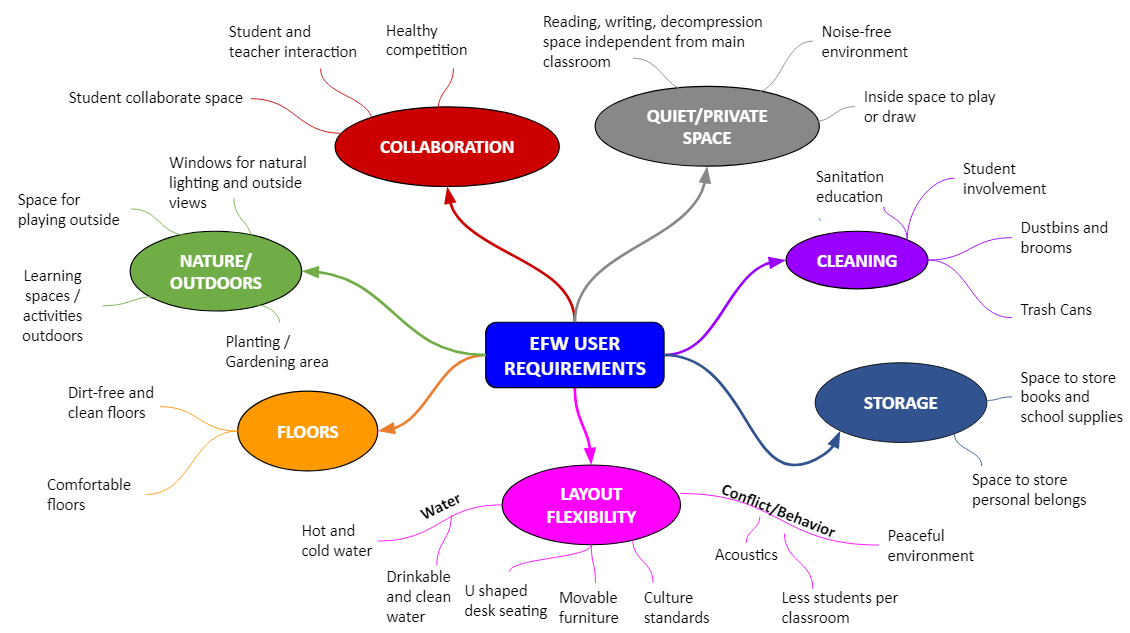 Student and
teacher interaction
Healthy
competition
Student collaborate space
COLLABORATION
Reading, writing, decompression
space independent from main
classroom
Noise-free
environment
Inside space to play
or draw
QUIET/PRIVATE
SPACE
Windows for natural
lighting and outside
views
Space for
playing outside
NATURE/
OUTDOORS
Learning
spaces /
activities
outdoors
Planting /
Gardening area
Sanitation
education
Student
involvement
Dustbins and
brooms
CLEANING
Trash Cans
EFW USER
REQUIREMENTS
Dirt-free and
clean floors
FLOORS
Comfortable
floors
STORAGE
Space to store
books and
school supplies
Space to store
personal belongs
LAYOUT
FLEXIBILITY
Water
Hot and
cold water
Drinkable
and clean
water
U shaped
desk seating
Movable
furniture
Culture
standards
Conflict/Behavior
Acoustics
Less students per
classroom
Peaceful
environment